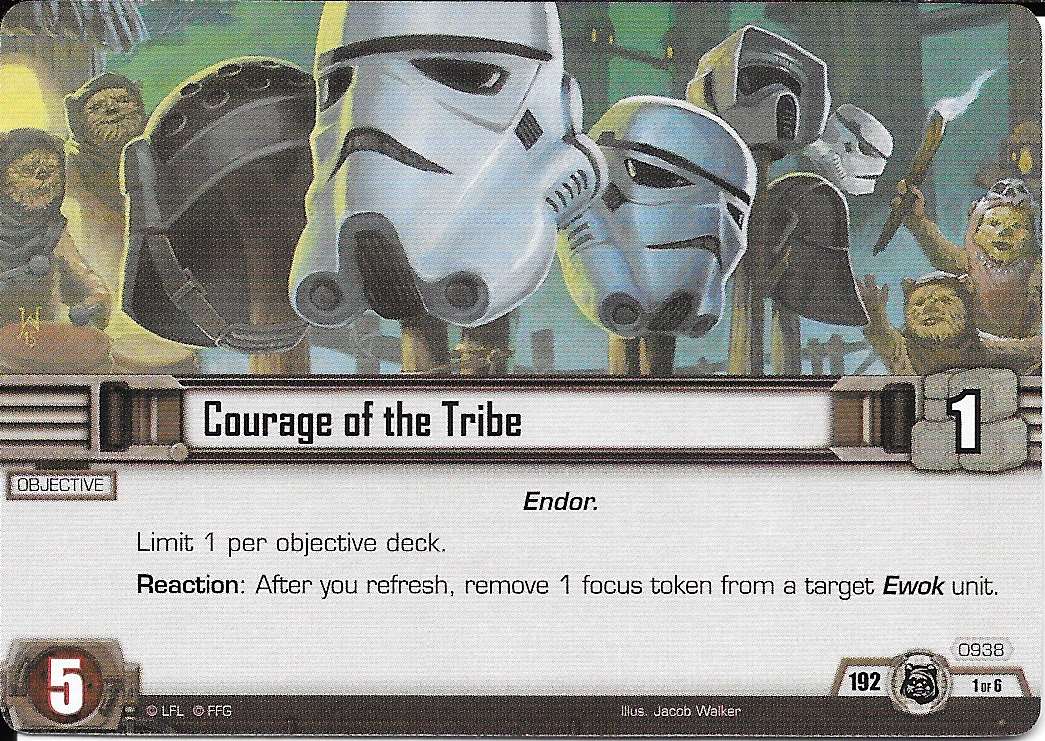 Courage of the Tribe
1
OBJECTIVE
Endor.
Limit 1 per objective deck.
Reaction: After you refresh, remove 1 focus token from a target Ewok unit.
5
0938
192
1 OF 6
© LFL © FFG
Illus. Jacob Walker